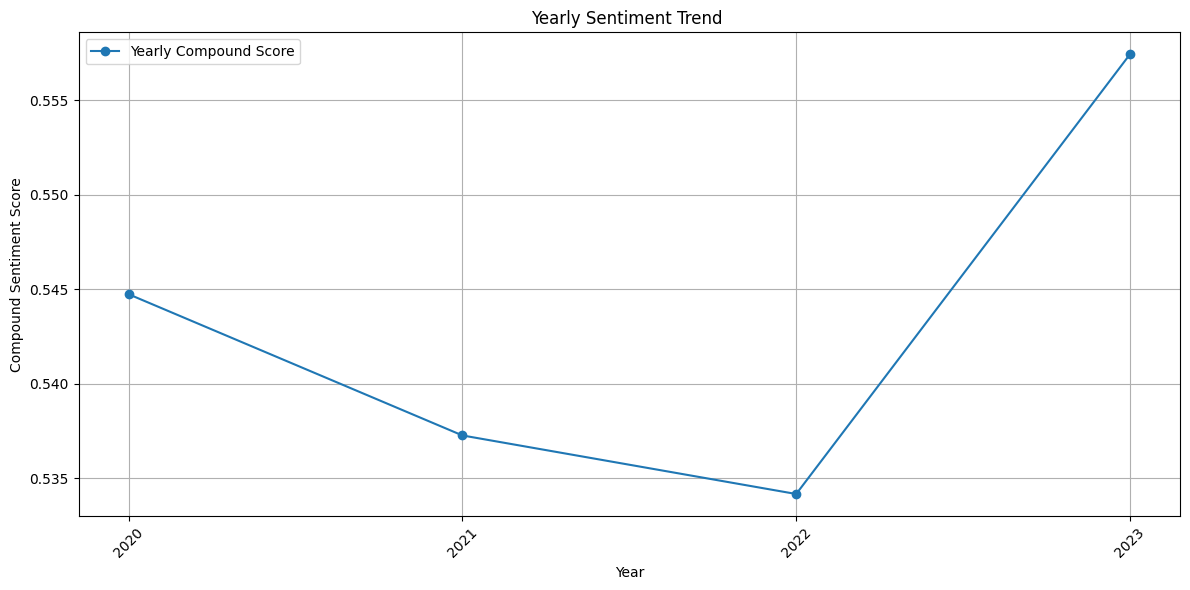 Yearly Sentiment Trend
Yearly Compound Score
Compound Sentiment Score
0.555
0.550
0.545
0.540
0.535
2020
2021
2022
2023
Year